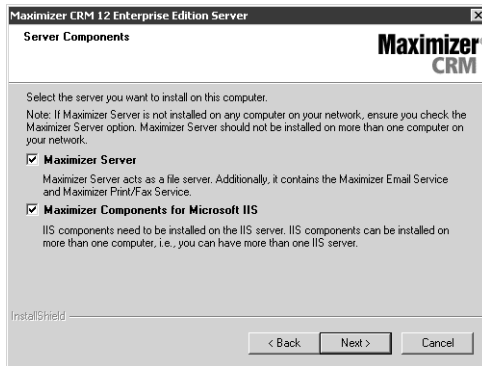 Maximizer CRM 12 Enterprise Edition Server
Server Components
Maximizer
CRM
Select the server you want to install on this computer.
Note: If Maximizer Server is not installed on any computer on your network, ensure you check the
Maximizer Server option. Maximizer Server should not be installed on more than one computer on
your network.
Maximizer Server
Maximizer Server acts as a file server. Additionally, it contains the Maximizer Email Service
and Maximizer Print/Fax Service.
Maximizer Components for Microsoft IIS
IIS components need to be installed on the IIS server. IIS components can be installed on
more than one computer, i.e., you can have more than one IIS server.
InstallShield
< Back Next > Cancel